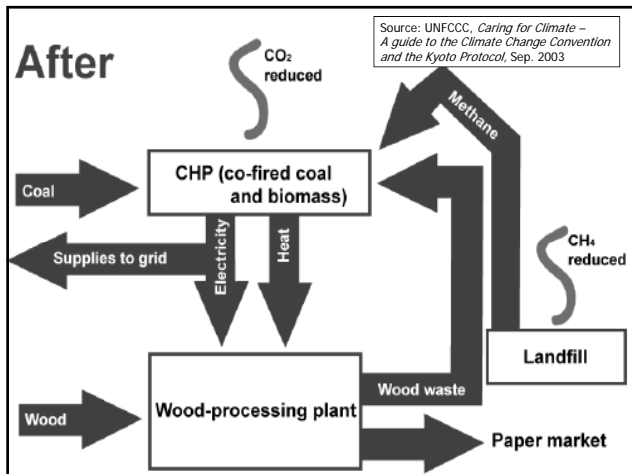 After
CO₂
reduced
Source: UNFCCC, Caring for Climate –
A guide to the Climate Change Convention
and the Kyoto Protocol, Sep. 2003
Methane
CHP (co-fired coal
and biomass)
Coal
Electricity
Heat
Supplies to grid
CH₄
reduced
Landfill
Wood-processing plant
Wood waste
Wood
Paper market